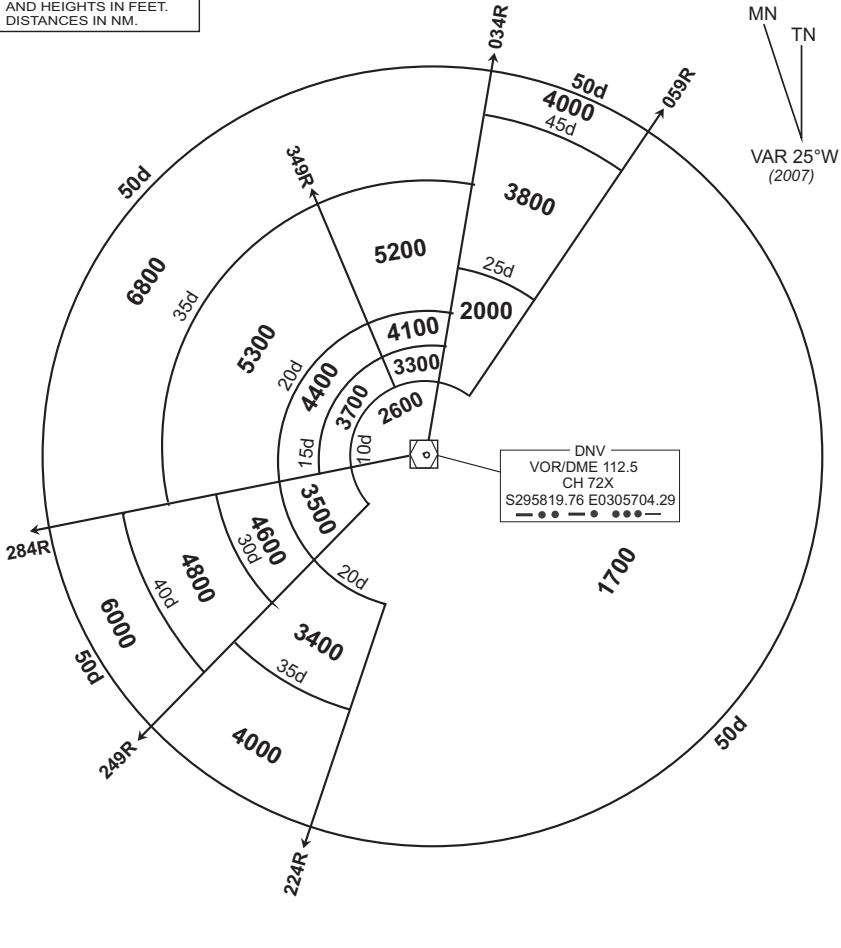 AND HEIGHTS IN FEET.
DISTANCES IN NM.
MN
TN
VAR 25°W
(2007)
034R
059R
50d
4000
45d
3800
25d
2000
349R
50d
5200
6800
35d
5300
4100
20d
4400
3300
3700
2600
15d
10d
DNV
VOR/DME 112.5
CH 72X
S295819.76 E0305704.29
284R
3500
4600
30d
4800
40d
6000
50d
20d
3400
35d
4000
1700
50d
249R
224R